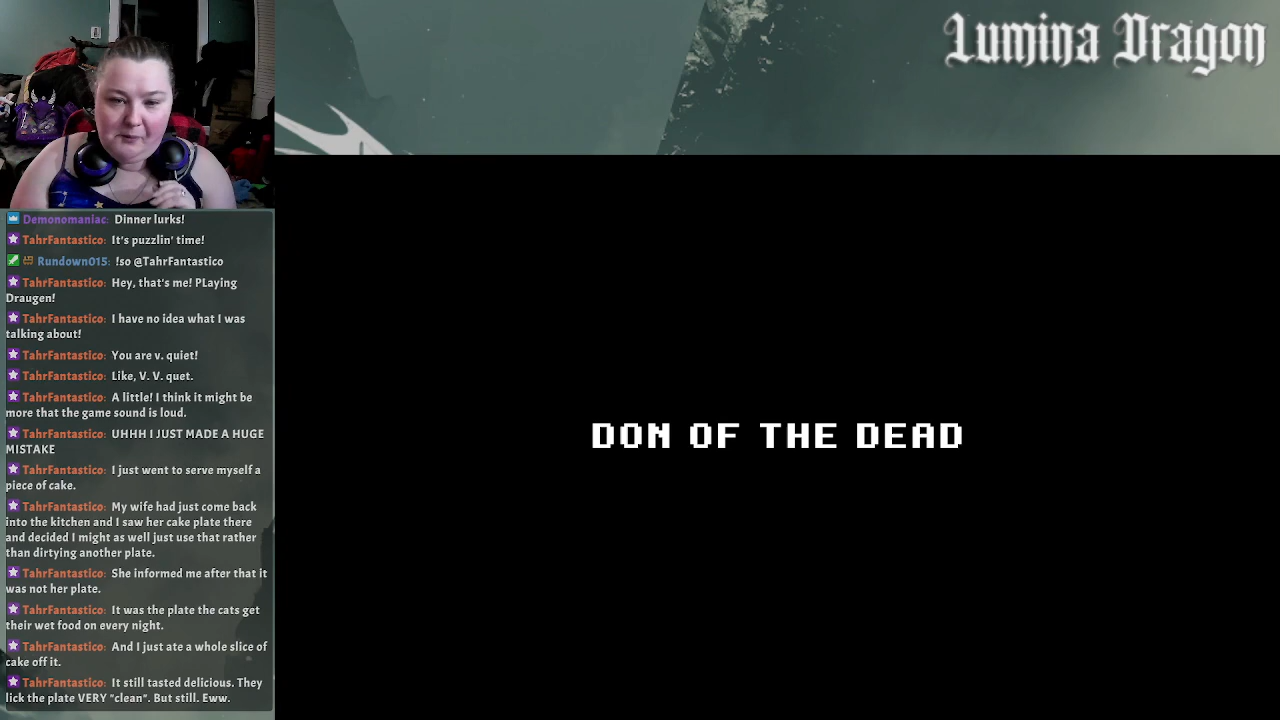 Lumina Dragon
Demonomaniac: Dinner lurks!
TahrFantastico: It's puzzlin' time!
Rundown015: !so @TahrFantastico
TahrFantastico: Hey, that's me! PLaying
Draugen!
TahrFantastico: I have no idea what I was
talking about!
TahrFantastico: You are v. quiet!
TahrFantastico: Like, V. V. quet.
TahrFantastico: A little! I think it might be
more that the game sound is loud.
TahrFantastico: UHHH I JUST MADE A HUGE
MISTAKE
TahrFantastico: I just went to serve myself a
piece of cake.
TahrFantastico: My wife had just come back
into the kitchen and I saw her cake plate there
and decided I might as well just use that rather
than dirtying another plate.
TahrFantastico: She informed me after that it
was not her plate.
TahrFantastico: It was the plate the cats get
their wet food on every night.
TahrFantastico: And I just ate a whole slice of
cake off it.
TahrFantastico: It still tasted delicious. They
lick the plate VERY "clean". But still. Eww.
DON OF THE DEAD